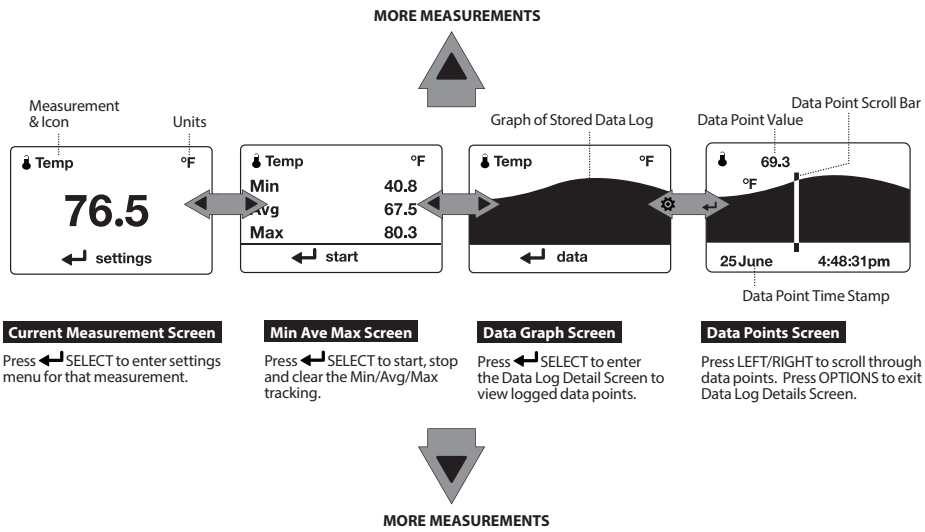 MORE MEASUREMENTS
Measurement
& Icon
Units
Graph of Stored Data Log
Data Point Value
Data Point Scroll Bar
Temp °F
76.5
settings
Temp °F
Min 40.8
Avg 67.5
Max 80.3
start
Temp °F
data
69.3
°F
25 June 4:48:31pm
Data Point Time Stamp
Current Measurement Screen
Press SELECT to enter settings
menu for that measurement.
Min Ave Max Screen
Press SELECT to start, stop
and clear the Min/Avg/Max
tracking.
Data Graph Screen
Press SELECT to enter
the Data Log Detail Screen to
view logged data points.
Data Points Screen
Press LEFT/RIGHT to scroll through
data points. Press OPTIONS to exit
Data Log Details Screen.
MORE MEASUREMENTS